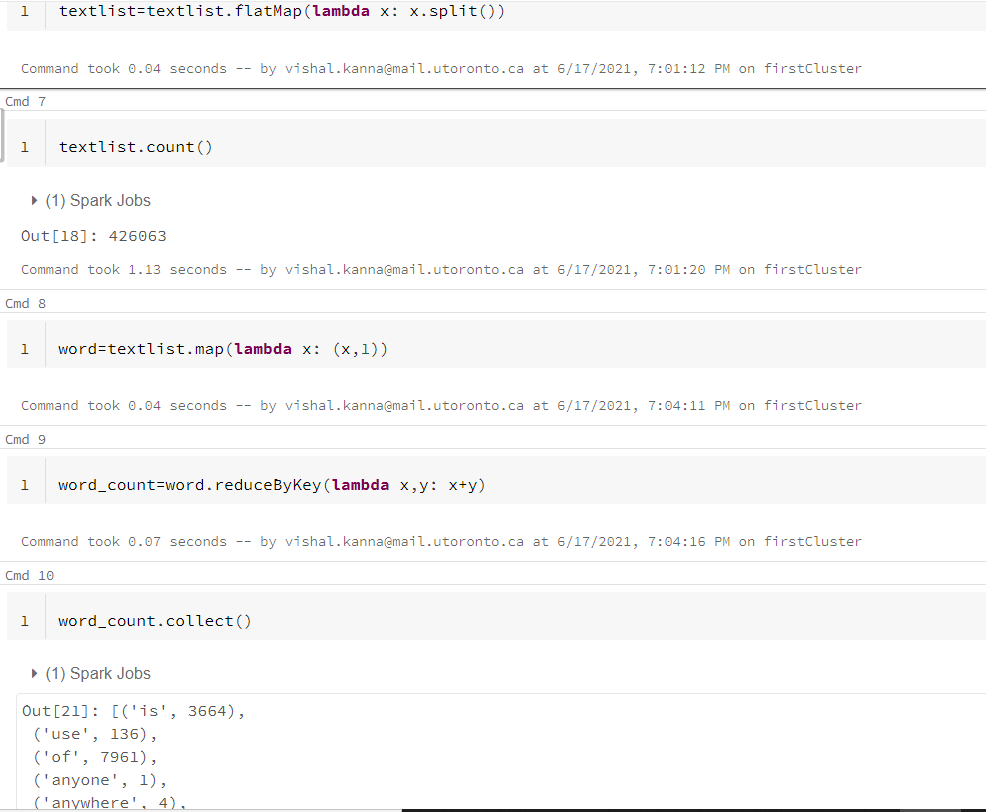 1 textlist=textlist.flatMap(lambda x: x.split())
Command took 0.04 seconds -- by vishal.kanna@mail.utoronto.ca at 6/17/2021, 7:01:12 PM on firstCluster
Cmd 7
1 textlist.count()
(1) Spark Jobs
Out[18]: 426063
Command took 1.13 seconds -- by vishal.kanna@mail.utoronto.ca at 6/17/2021, 7:01:20 PM on firstCluster
Cmd 8
1 word=textlist.map(lambda x: (x,1))
Command took 0.04 seconds -- by vishal.kanna@mail.utoronto.ca at 6/17/2021, 7:04:11 PM on firstCluster
Cmd 9
1 word_count=word.reduceByKey(lambda x,y: x+y)
Command took 0.07 seconds -- by vishal.kanna@mail.utoronto.ca at 6/17/2021, 7:04:16 PM on firstCluster
Cmd 10
1 word_count.collect()
(1) Spark Jobs
Out[21]: [('is', 3664),
('use', 136),
('of', 7961),
('anyone', 1),
('anywhere', 4),